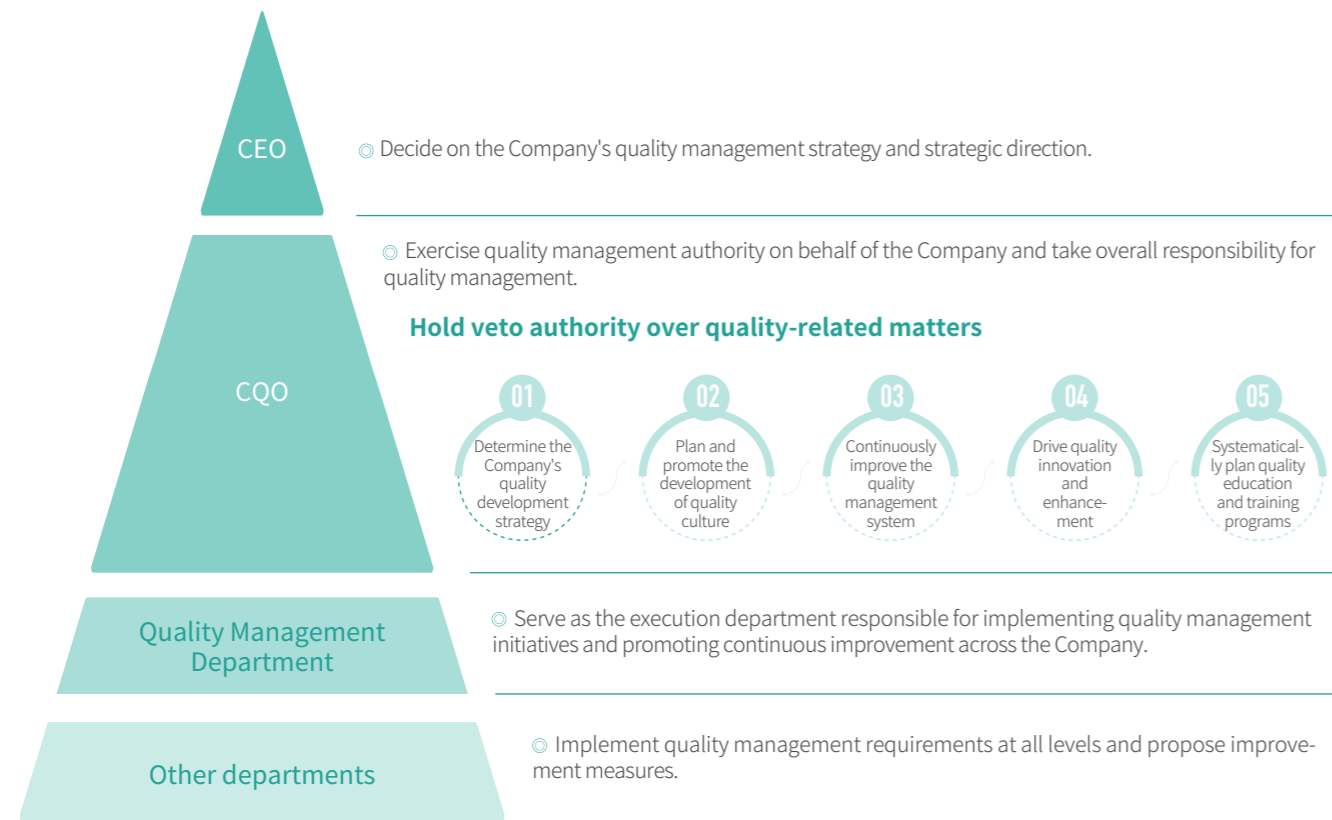 CEO
◎ Decide on the Company's quality management strategy and strategic direction.
CQO
◎ Exercise quality management authority on behalf of the Company and take overall responsibility for
quality management.
Hold veto authority over quality-related matters
01
Determine the
Company's
quality
development
strategy
02
Plan and
promote the
development
of quality
culture
03
Continuously
improve the
quality
management
system
04
Drive quality
innovation
and
enhance-
ment
05
Systematical-
ly plan quality
education
and training
programs
Quality Management
Department
◎ Serve as the execution department responsible for implementing quality management
initiatives and promoting continuous improvement across the Company.
Other departments
◎ Implement quality management requirements at all levels and propose improve-
ment measures.